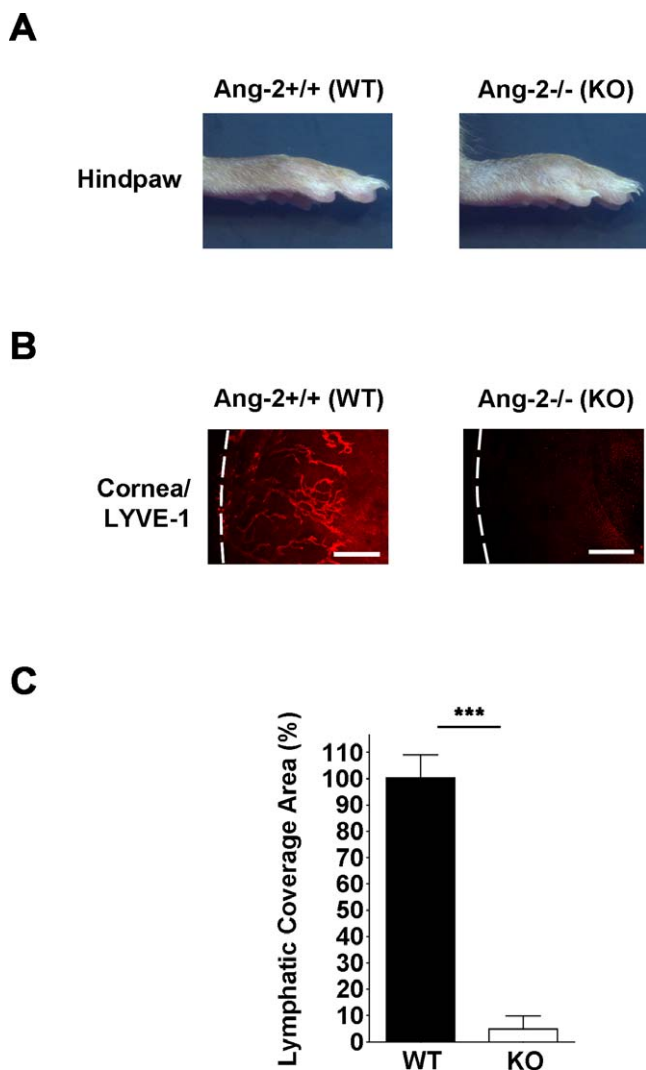 A
Ang-2+/+ (WT) Ang-2-/- (KO)
Hindpaw
B
Ang-2+/+ (WT) Ang-2-/- (KO)
Cornea/
LYVE-1
C
Lymphatic Coverage Area (%)
***
110
100
90
80
70
60
50
40
30
20
10
0
WT KO